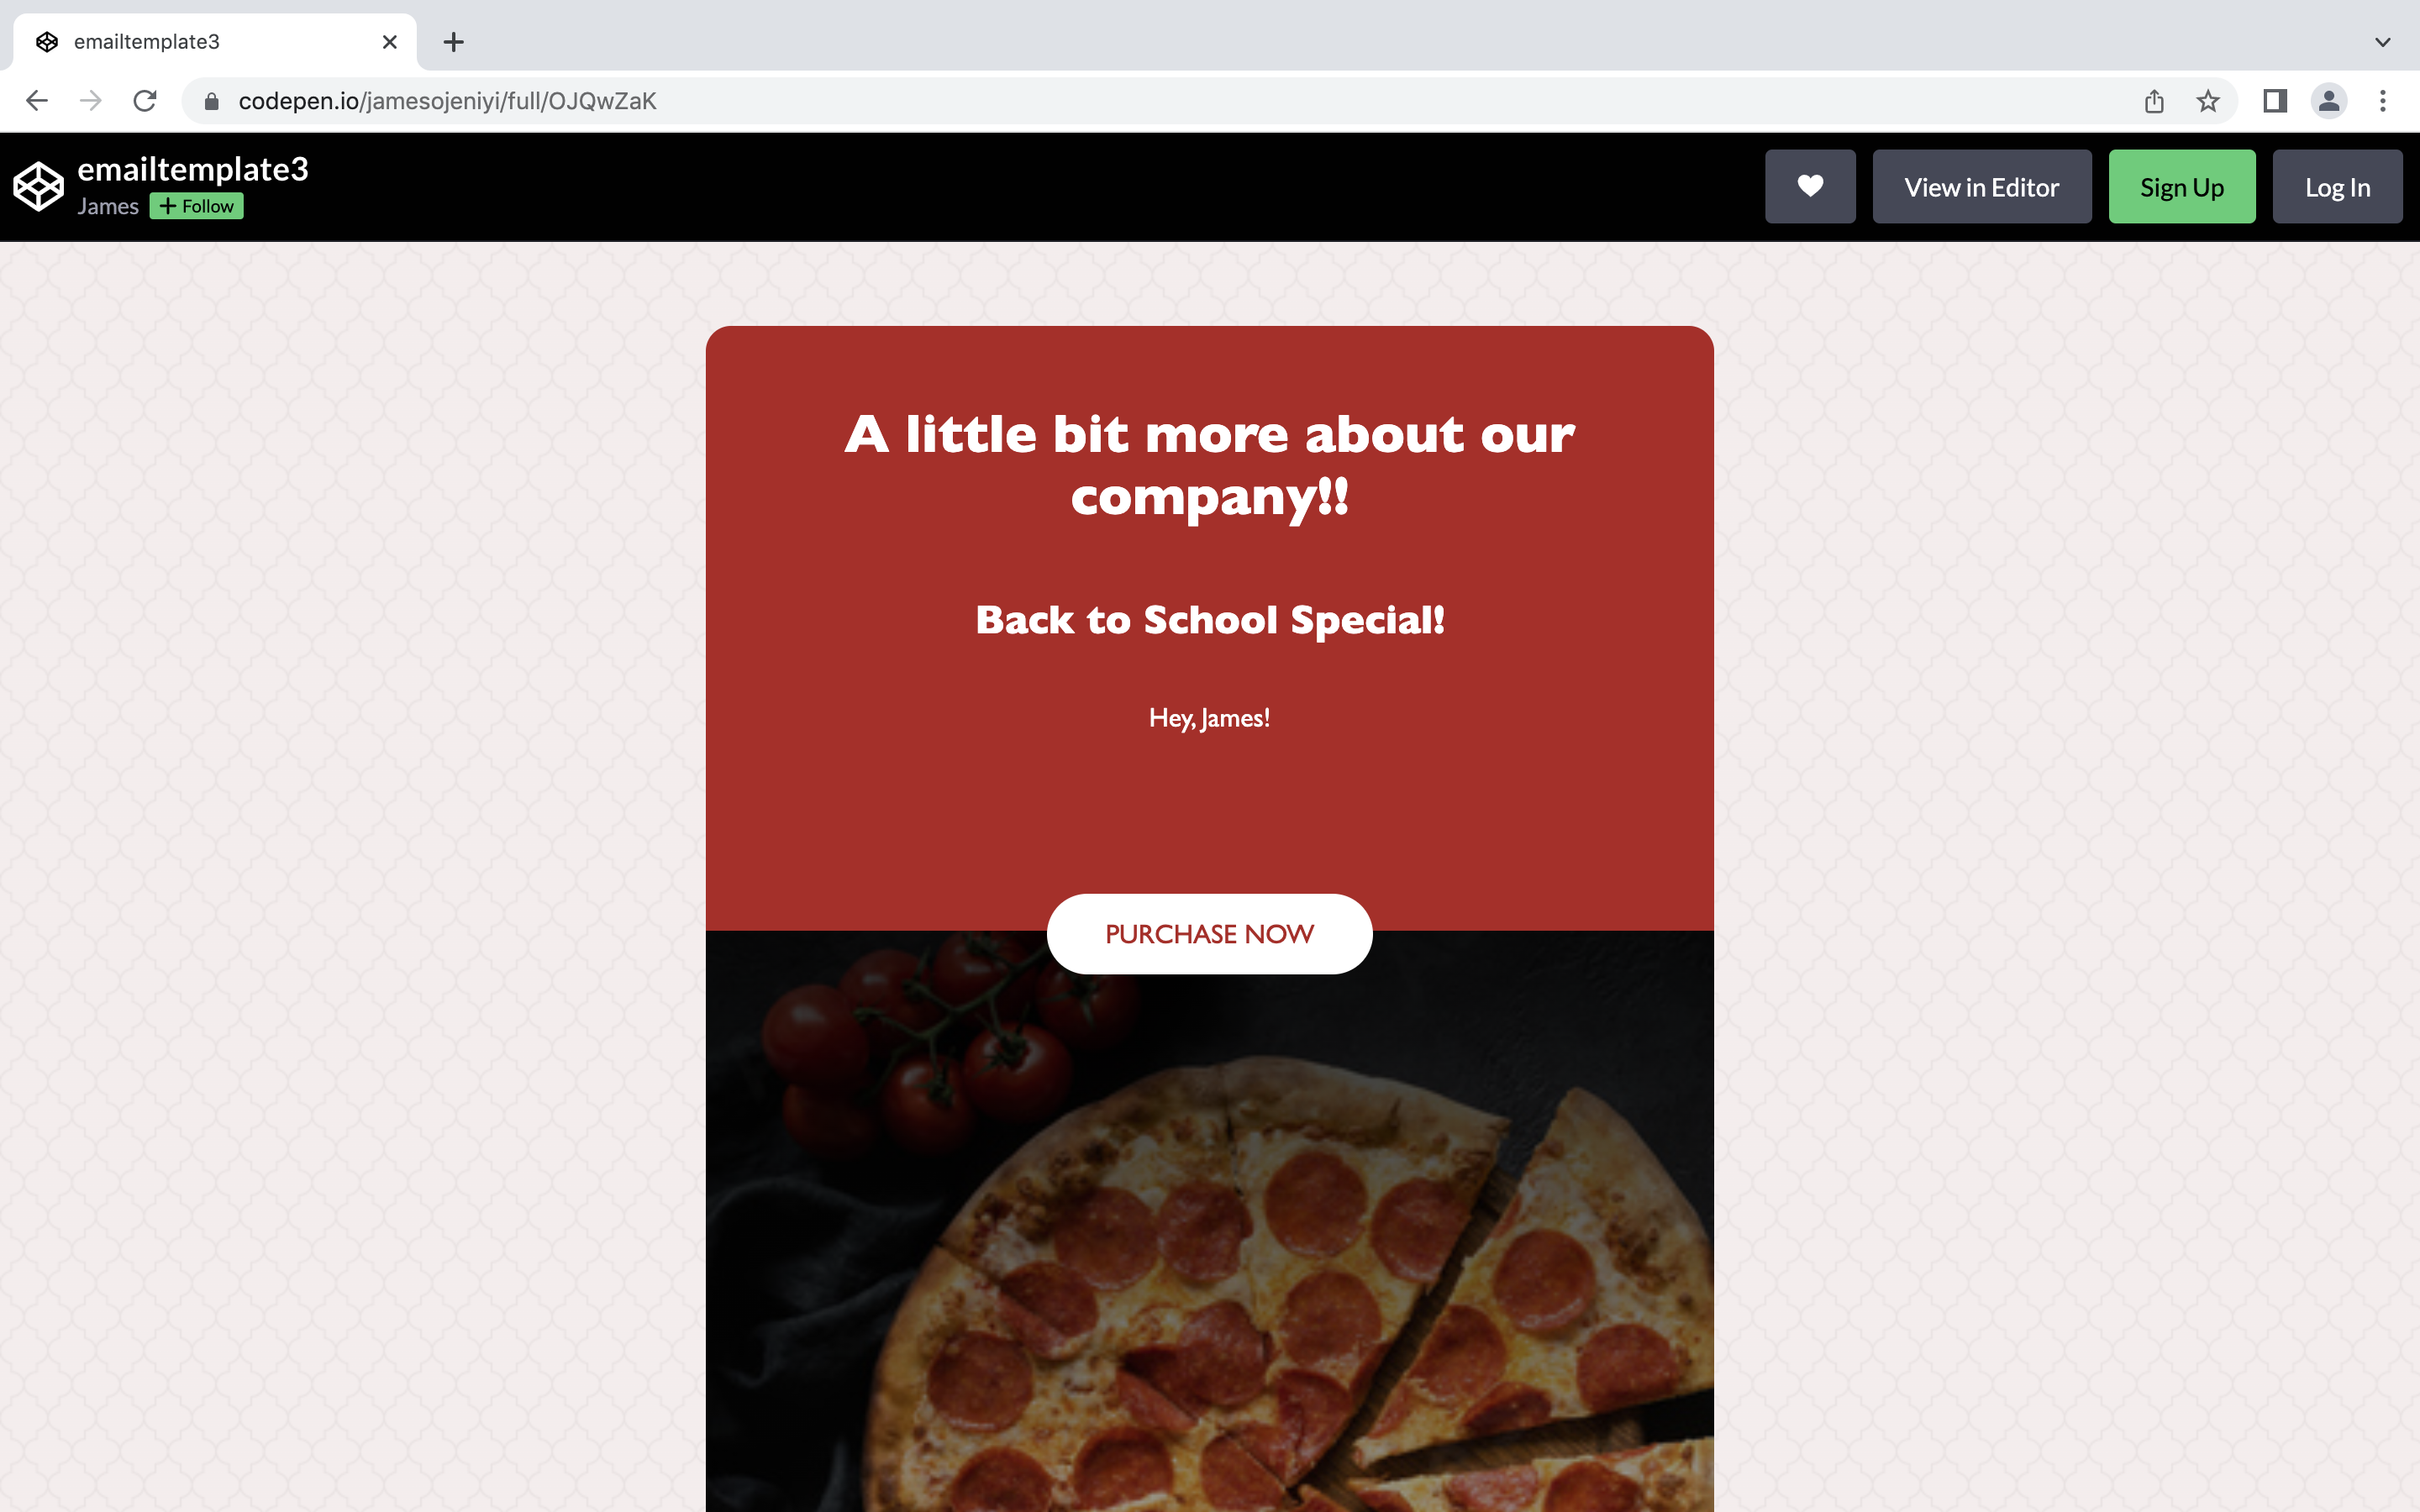 emailtemplate3
codepen.io/jamesojeniyi/full/OJQwZaK
emailtemplate3
James + Follow
View in Editor
Sign Up
Log In
A little bit more about our
company!!
Back to School Special!
Hey, James!
PURCHASE NOW